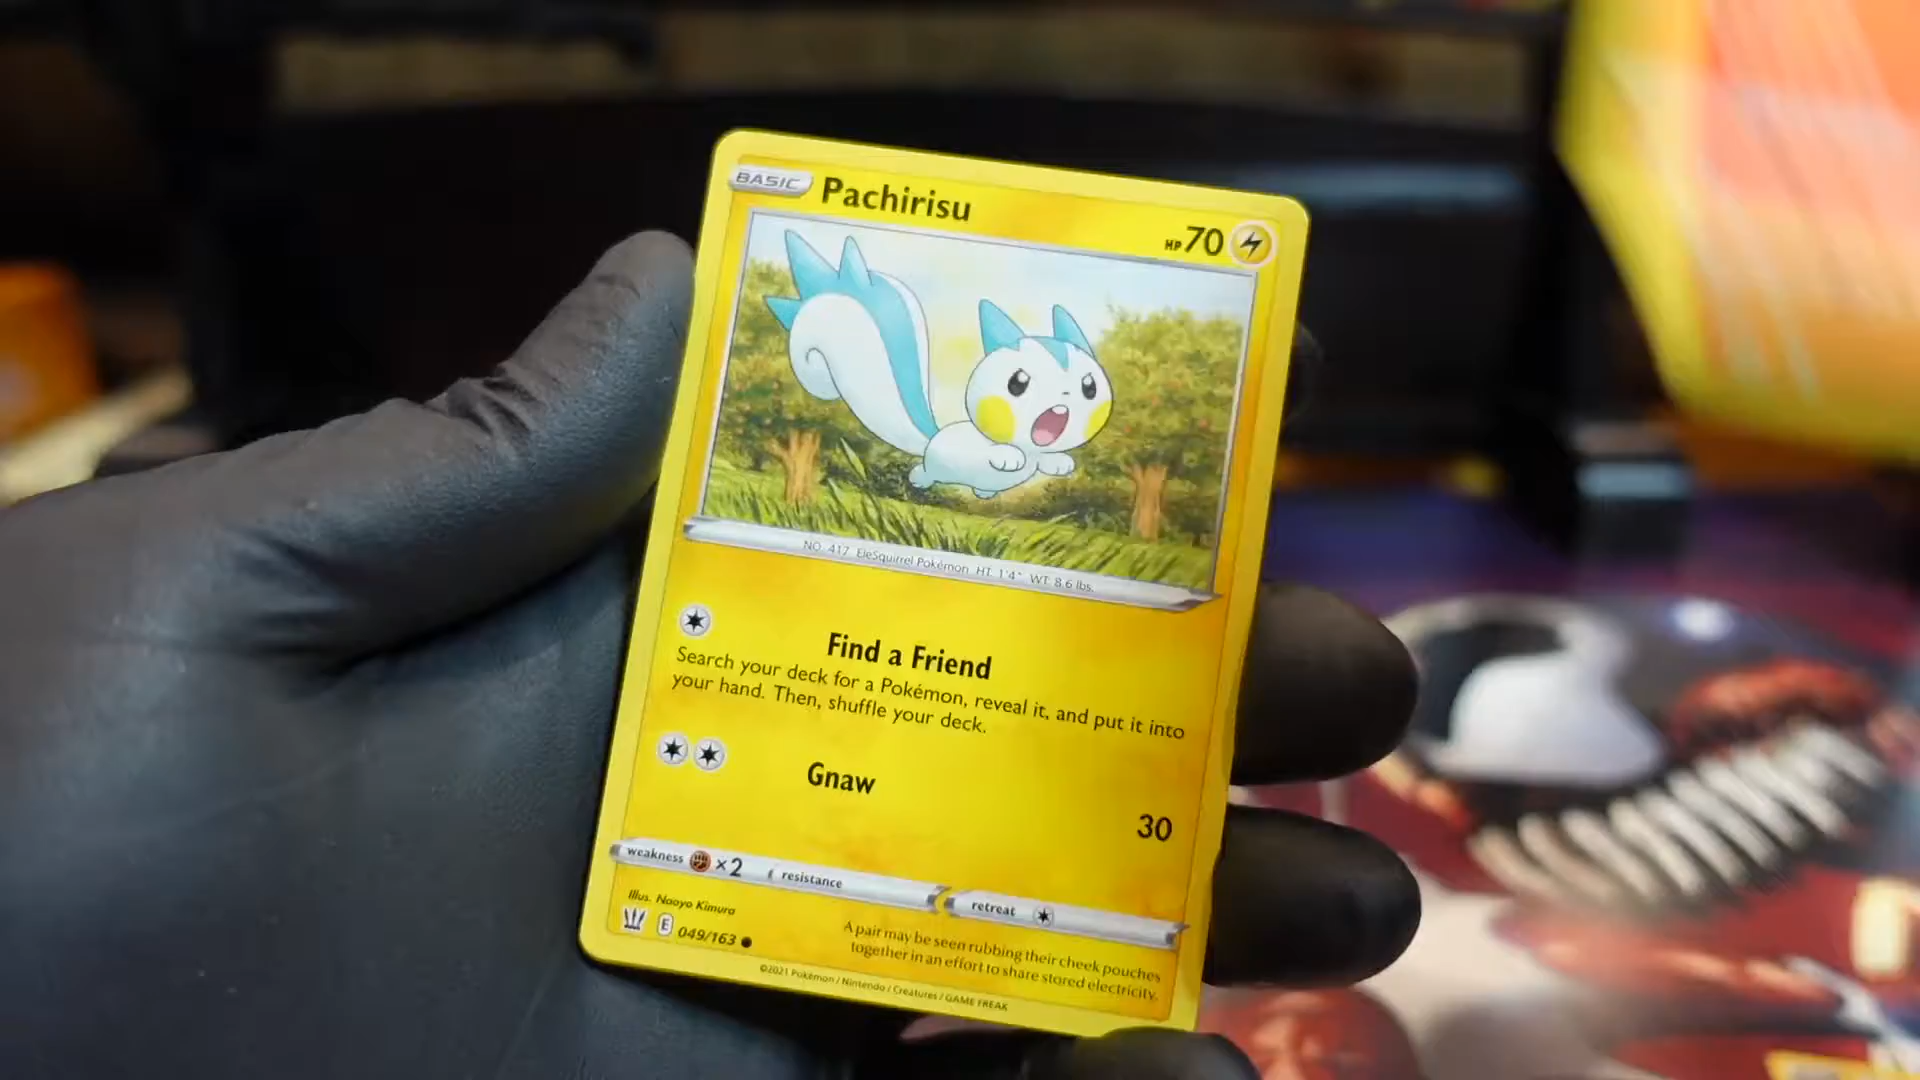 BASIC Pachirisu HP 70
NO. 417 EleSquirrel Pokémon HT: 1'4" WT: 8.6 lbs.
Find a Friend
Search your deck for a Pokémon, reveal it, and put it into
your hand. Then, shuffle your deck.
Gnaw 30
weakness ×2 resistance retreat
Illus. Naoyo Kimura
E 049/163
A pair may be seen rubbing their cheek pouches
together in an effort to share stored electricity.
©2021 Pokémon / Nintendo / Creatures / GAME FREAK